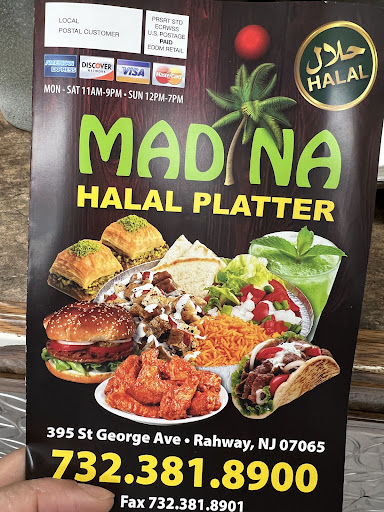 LOCAL
POSTAL CUSTOMER
PRSRT STD
ECRWSS
U.S. POSTAGE
PAID
EDDM RETAIL
AMERICAN EXPRESS
DISCOVER
NETWORK
VISA
MasterCard
MON - SAT 11AM-9PM • SUN 12PM-7PM
حلال
HALAL
MADINA
HALAL PLATTER
395 St George Ave • Rahway, NJ 07065
732.381.8900
Fax 732.381.8901